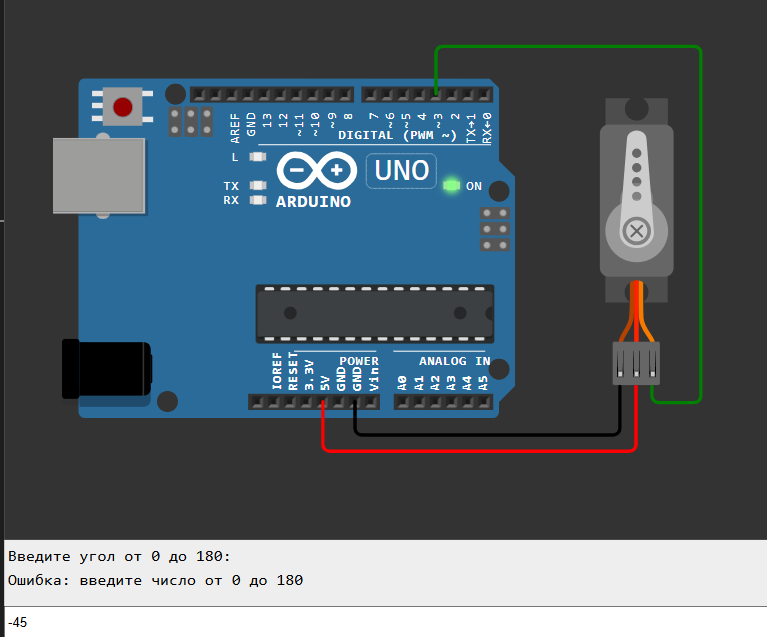 AREF
GND
13
12
~11
~10
~9
8
7
~6
~5
4
~3
2
TX→1
RX←0
DIGITAL (PWM ~)
L
TX
RX
UNO
ARDUINO
ON
IOREF
RESET
3.3V
5V
GND
GND
Vin
POWER
ANALOG IN
A0
A1
A2
A3
A4
A5
Введите угол от 0 до 180:
Ошибка: введите число от 0 до 180
-45